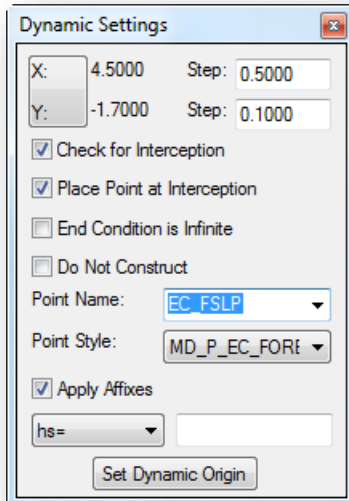 Dynamic Settings
X: 4.5000 Step: 0.5000
Y: -1.7000 Step: 0.1000
Check for Interception
Place Point at Interception
End Condition is Infinite
Do Not Construct
Point Name: EC_FSLP
Point Style: MD_P_EC_FORE
Apply Affixes
hs=
Set Dynamic Origin